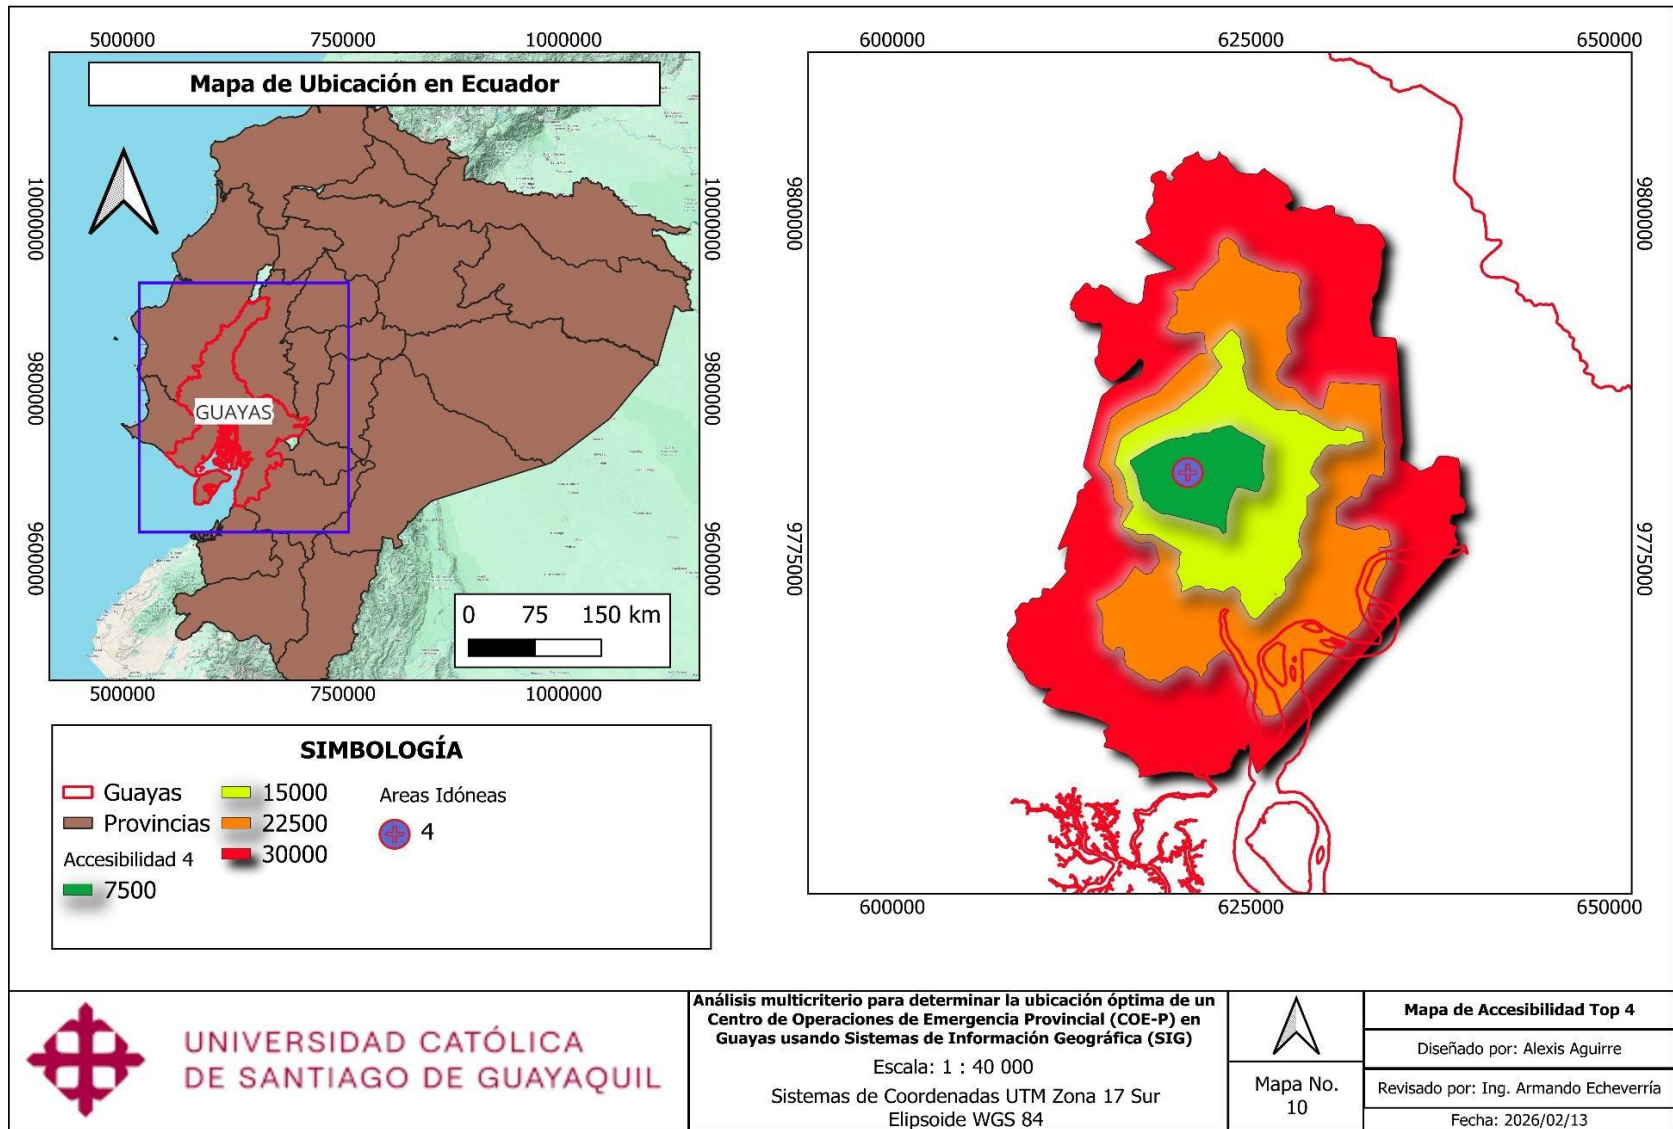 500000 750000 1000000
600000 625000 650000
Mapa de Ubicación en Ecuador
10000000
10000000
9800000
9800000
9800000
9800000
GUAYAS
9775000
9775000
9600000
9600000
0 75 150 km
500000 750000 1000000
SIMBOLOGÍA
Guayas
Provincias
Accesibilidad 4
7500
15000
22500
30000
Areas Idóneas
4
600000 625000 650000
UNIVERSIDAD CATÓLICA
DE SANTIAGO DE GUAYAQUIL
Análisis multicriterio para determinar la ubicación óptima de un
Centro de Operaciones de Emergencia Provincial (COE-P) en
Guayas usando Sistemas de Información Geográfica (SIG)
Escala: 1 : 40 000
Sistemas de Coordenadas UTM Zona 17 Sur
Elipsoide WGS 84
Mapa No.
10
Mapa de Accesibilidad Top 4
Diseñado por: Alexis Aguirre
Revisado por: Ing. Armando Echeverría
Fecha: 2026/02/13